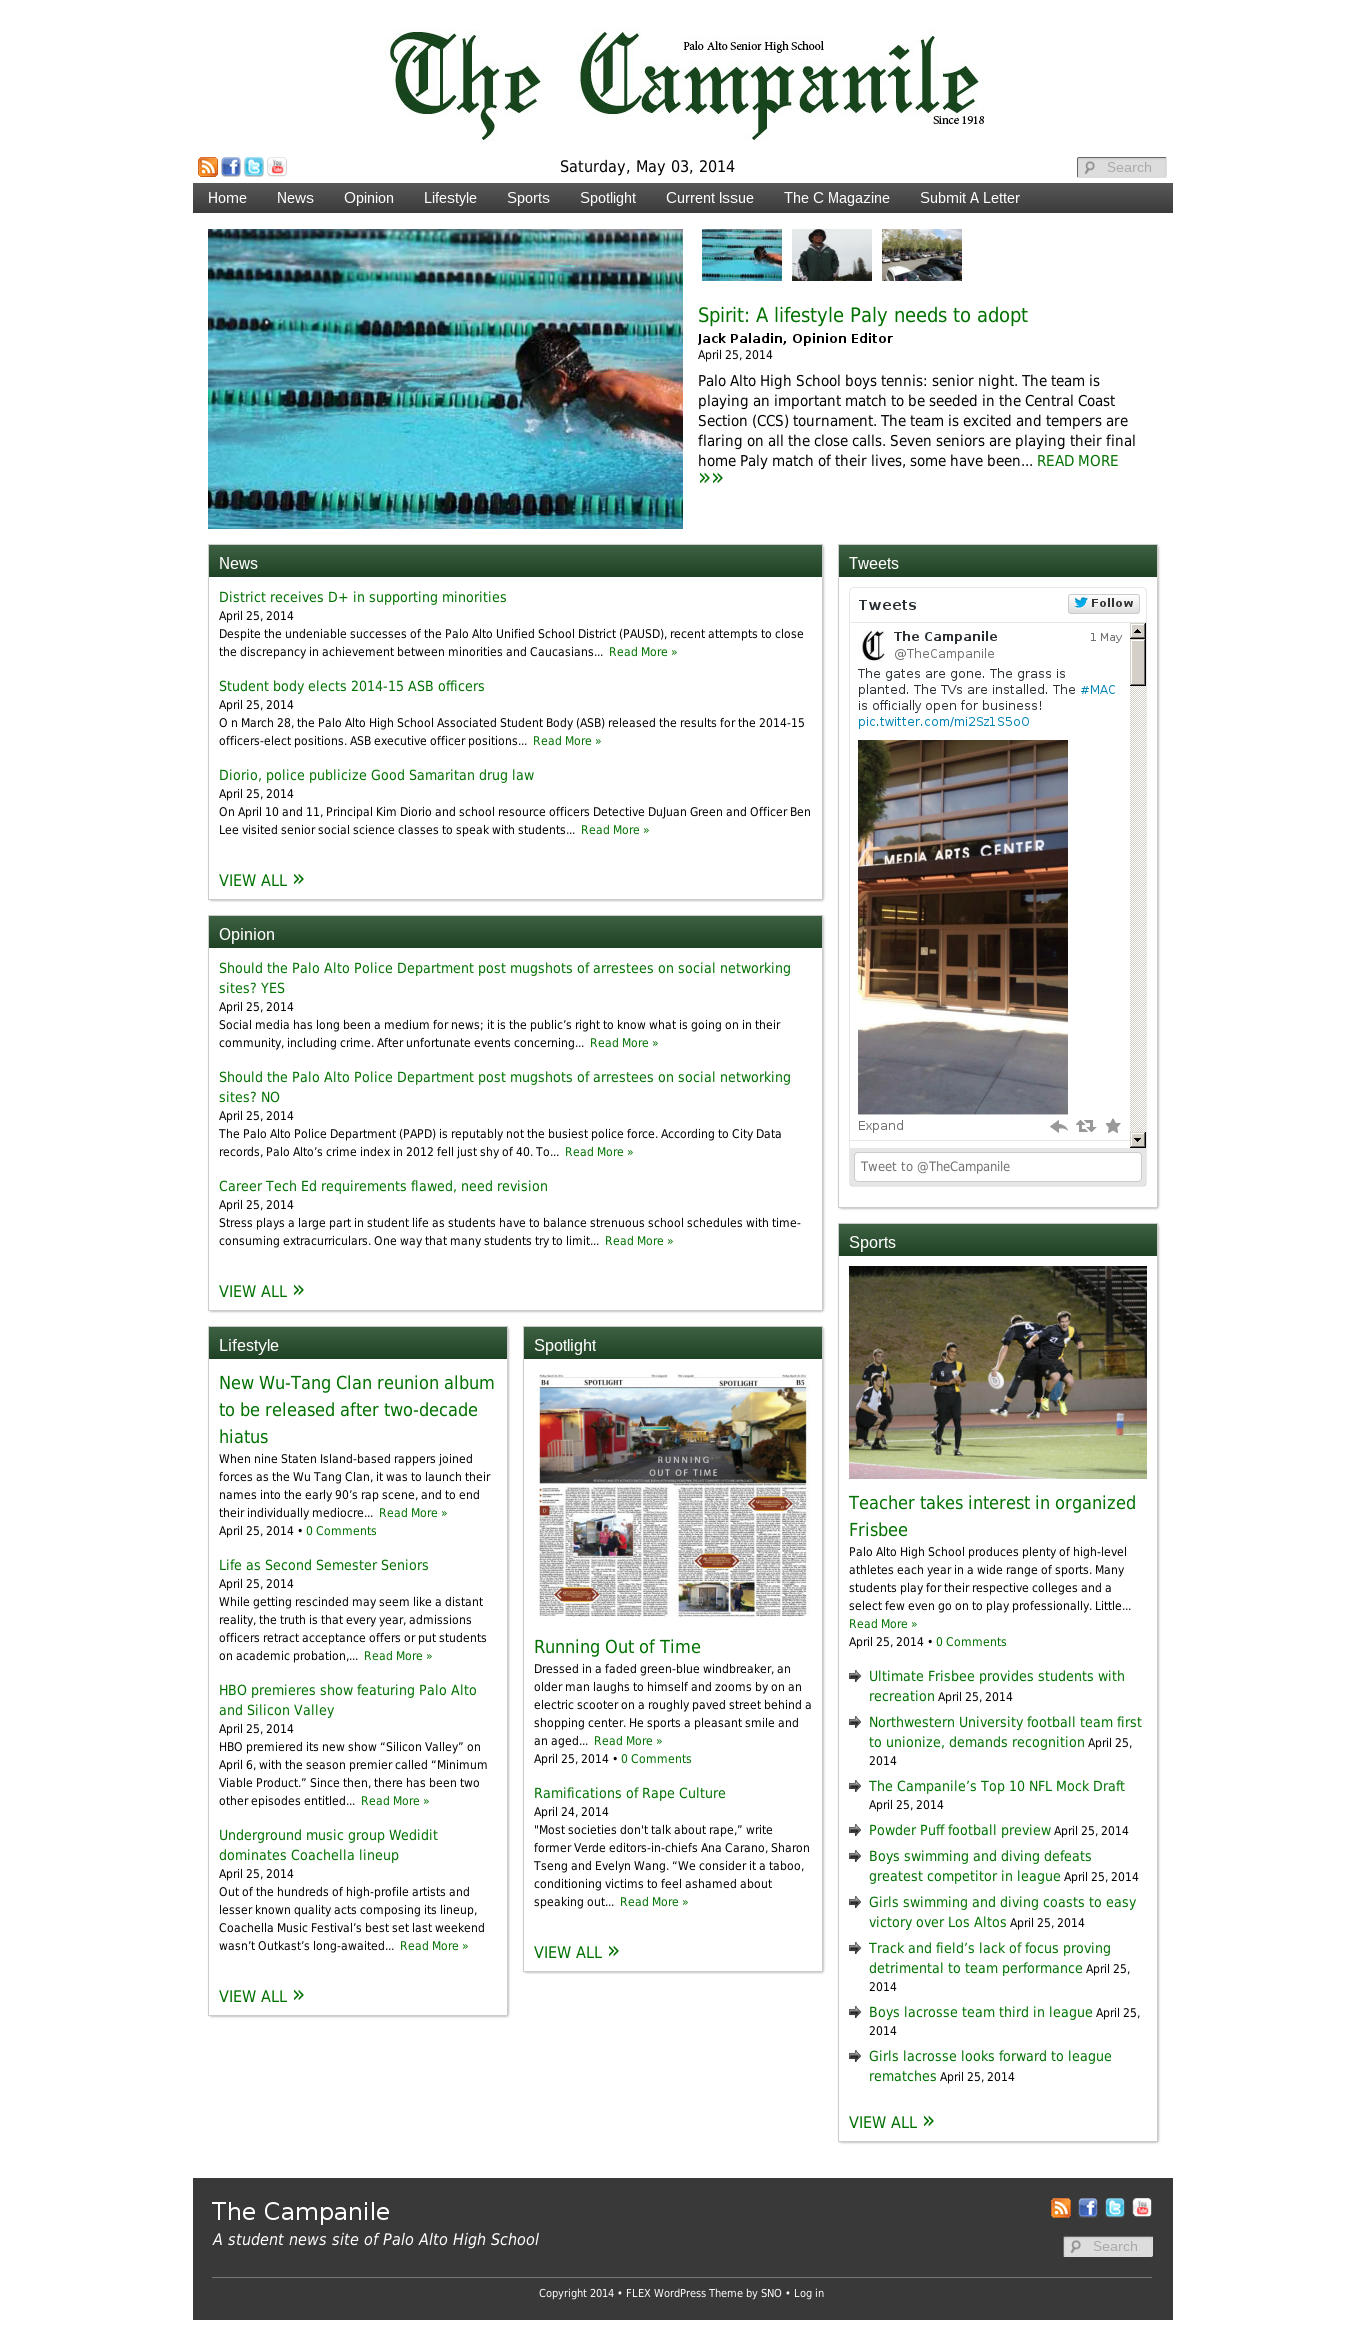 The Campanile
Palo Alto Senior High School
Since 1918
Saturday, May 03, 2014
Search
Home News Opinion Lifestyle Sports Spotlight Current Issue The C Magazine Submit A Letter
Spirit: A lifestyle Paly needs to adopt
Jack Paladin, Opinion Editor
April 25, 2014
Palo Alto High School boys tennis: senior night. The team is
playing an important match to be seeded in the Central Coast
Section (CCS) tournament. The team is excited and tempers are
flaring on all the close calls. Seven seniors are playing their final
home Paly match of their lives, some have been... READ MORE
»»
News
District receives D+ in supporting minorities
April 25, 2014
Despite the undeniable successes of the Palo Alto Unified School District (PAUSD), recent attempts to close
the discrepancy in achievement between minorities and Caucasians... Read More »
Student body elects 2014-15 ASB officers
April 25, 2014
O n March 28, the Palo Alto High School Associated Student Body (ASB) released the results for the 2014-15
officers-elect positions. ASB executive officer positions... Read More »
Diorio, police publicize Good Samaritan drug law
April 25, 2014
On April 10 and 11, Principal Kim Diorio and school resource officers Detective DuJuan Green and Officer Ben
Lee visited senior social science classes to speak with students... Read More »
VIEW ALL »
Opinion
Should the Palo Alto Police Department post mugshots of arrestees on social networking
sites? YES
April 25, 2014
Social media has long been a medium for news; it is the public’s right to know what is going on in their
community, including crime. After unfortunate events concerning... Read More »
Should the Palo Alto Police Department post mugshots of arrestees on social networking
sites? NO
April 25, 2014
The Palo Alto Police Department (PAPD) is reputably not the busiest police force. According to City Data
records, Palo Alto’s crime index in 2012 fell just shy of 40. To... Read More »
Career Tech Ed requirements flawed, need revision
April 25, 2014
Stress plays a large part in student life as students have to balance strenuous school schedules with time-
consuming extracurriculars. One way that many students try to limit... Read More »
VIEW ALL »
Lifestyle
New Wu-Tang Clan reunion album
to be released after two-decade
hiatus
When nine Staten Island-based rappers joined
forces as the Wu Tang Clan, it was to launch their
names into the early 90’s rap scene, and to end
their individually mediocre... Read More »
April 25, 2014 • 0 Comments
Life as Second Semester Seniors
April 25, 2014
While getting rescinded may seem like a distant
reality, the truth is that every year, admissions
officers retract acceptance offers or put students
on academic probation,... Read More »
HBO premieres show featuring Palo Alto
and Silicon Valley
April 25, 2014
HBO premiered its new show “Silicon Valley” on
April 6, with the season premier called “Minimum
Viable Product.” Since then, there has been two
other episodes entitled... Read More »
Underground music group Wedidit
dominates Coachella lineup
April 25, 2014
Out of the hundreds of high-profile artists and
lesser known quality acts composing its lineup,
Coachella Music Festival’s best set last weekend
wasn’t Outkast’s long-awaited... Read More »
VIEW ALL »
Spotlight
B4 SPOTLIGHT SPOTLIGHT B5
RUNNING
OUT OF TIME
Running Out of Time
Dressed in a faded green-blue windbreaker, an
older man laughs to himself and zooms by on an
electric scooter on a roughly paved street behind a
shopping center. He sports a pleasant smile and
an aged... Read More »
April 25, 2014 • 0 Comments
Ramifications of Rape Culture
April 24, 2014
"Most societies don't talk about rape,” write
former Verde editors-in-chiefs Ana Carano, Sharon
Tseng and Evelyn Wang. “We consider it a taboo,
conditioning victims to feel ashamed about
speaking out... Read More »
VIEW ALL »
Tweets
Tweets
Follow
The Campanile 1 May
@TheCampanile
The gates are gone. The grass is
planted. The TVs are installed. The #MAC
is officially open for business!
pic.twitter.com/mi2Sz1S5oO
MEDIA ARTS CENTER
Expand
Tweet to @TheCampanile
Sports
Teacher takes interest in organized
Frisbee
Palo Alto High School produces plenty of high-level
athletes each year in a wide range of sports. Many
students play for their respective colleges and a
select few even go on to play professionally. Little...
Read More »
April 25, 2014 • 0 Comments
Ultimate Frisbee provides students with
recreation April 25, 2014
Northwestern University football team first
to unionize, demands recognition April 25,
2014
The Campanile’s Top 10 NFL Mock Draft
April 25, 2014
Powder Puff football preview April 25, 2014
Boys swimming and diving defeats
greatest competitor in league April 25, 2014
Girls swimming and diving coasts to easy
victory over Los Altos April 25, 2014
Track and field’s lack of focus proving
detrimental to team performance April 25,
2014
Boys lacrosse team third in league April 25,
2014
Girls lacrosse looks forward to league
rematches April 25, 2014
VIEW ALL »
The Campanile
A student news site of Palo Alto High School
Search
Copyright 2014 • FLEX WordPress Theme by SNO • Log in